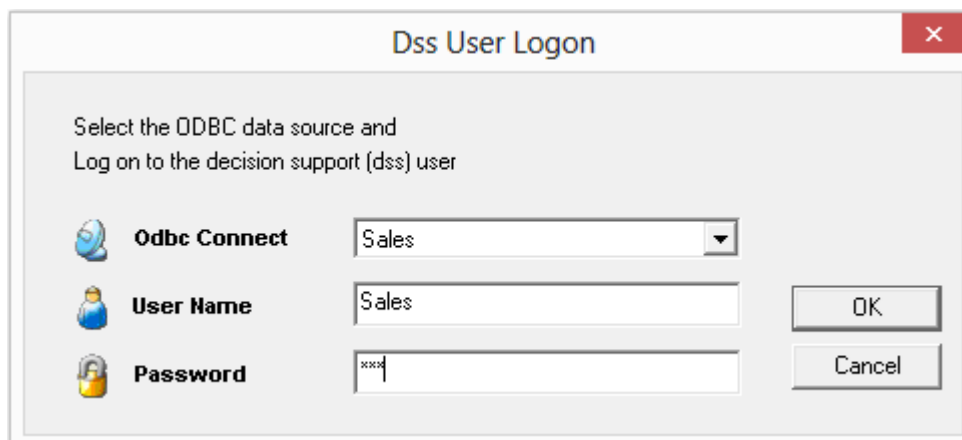 Dss User Logon
Select the ODBC data source and
Log on to the decision support (dss) user
Odbc Connect
Sales
User Name
Sales
OK
Password
***
Cancel